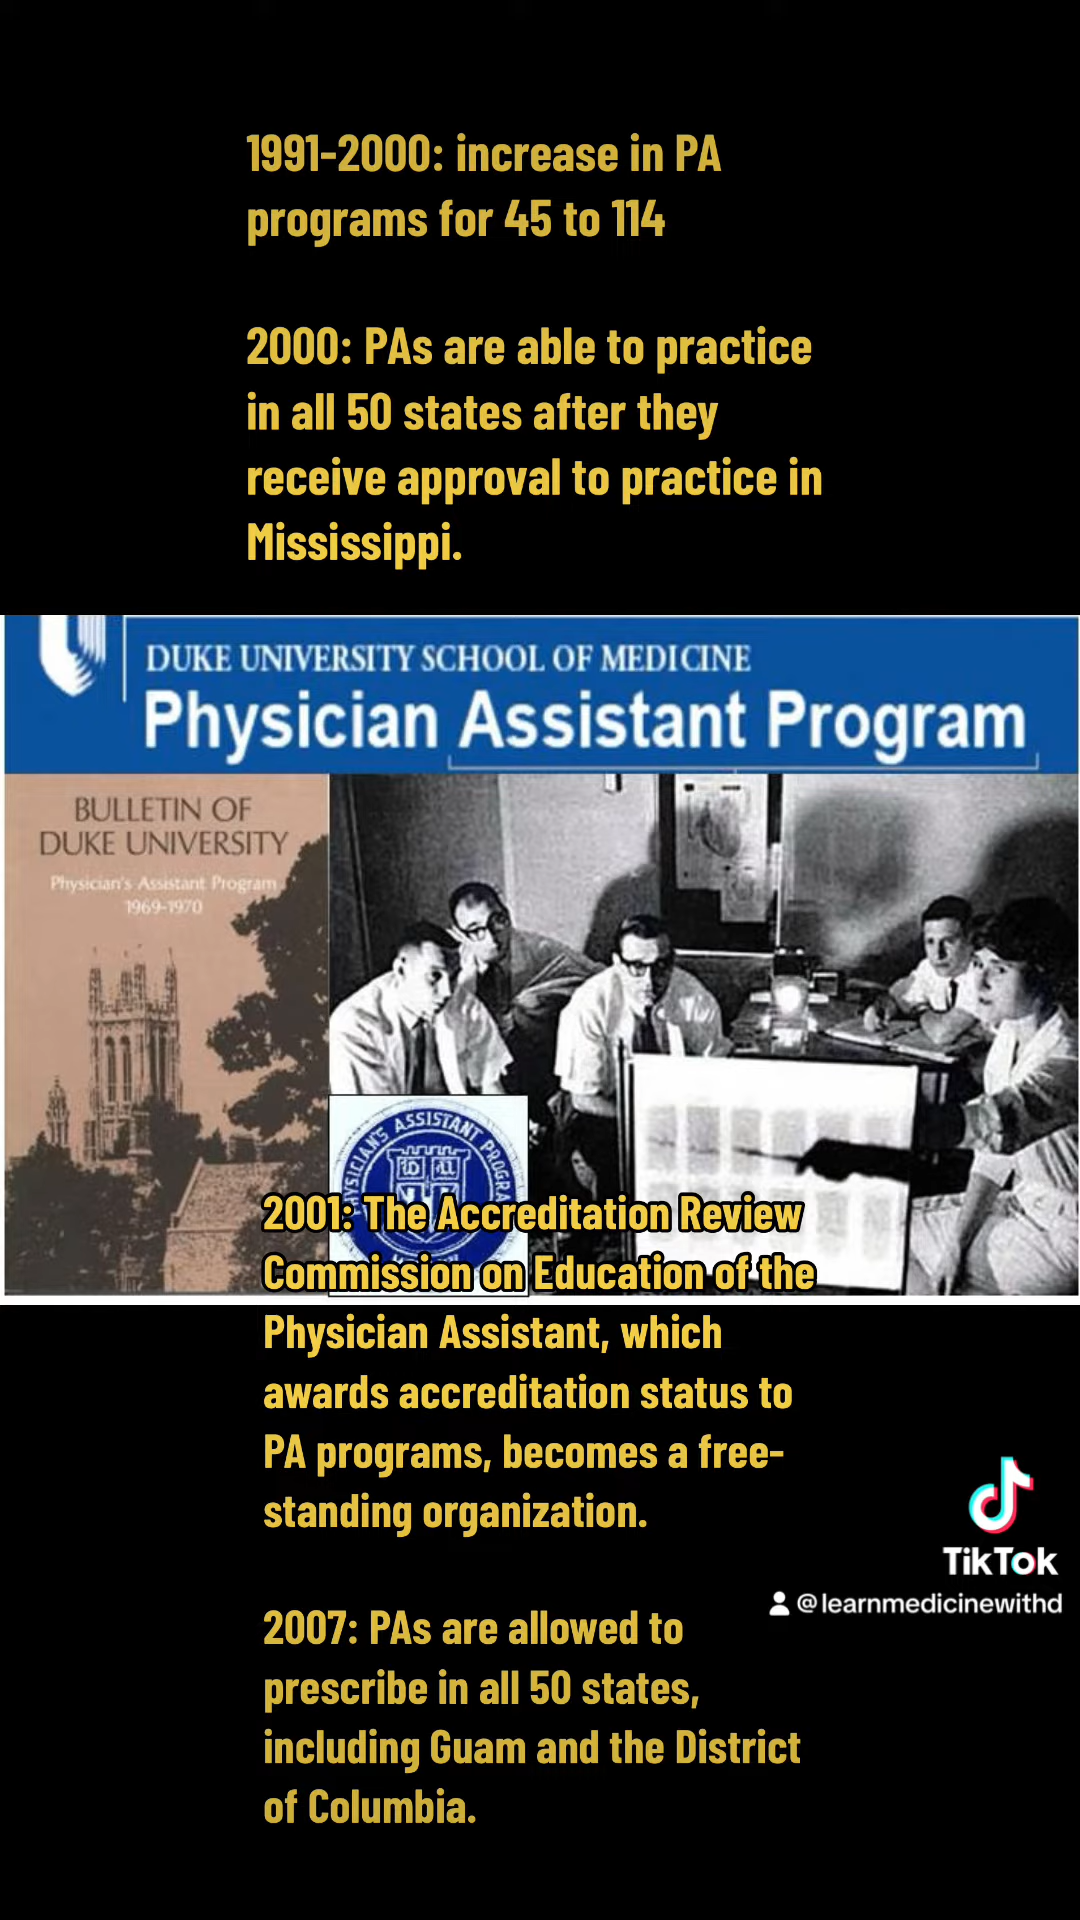 1991-2000: increase in PA
programs for 45 to 114
2000: PAs are able to practice
in all 50 states after they
receive approval to practice in
Mississippi.
DUKE UNIVERSITY SCHOOL OF MEDICINE
Physician Assistant Program
BULLETIN OF
DUKE UNIVERSITY
Physician's Assistant Program
1969-1970
PHYSICIAN'S ASSISTANT PROGRA
2001: The Accreditation Review
Commission on Education of the
Physician Assistant, which
awards accreditation status to
PA programs, becomes a free-
standing organization.
TikTok
@learnmedicinewithd
2007: PAs are allowed to
prescribe in all 50 states,
including Guam and the District
of Columbia.